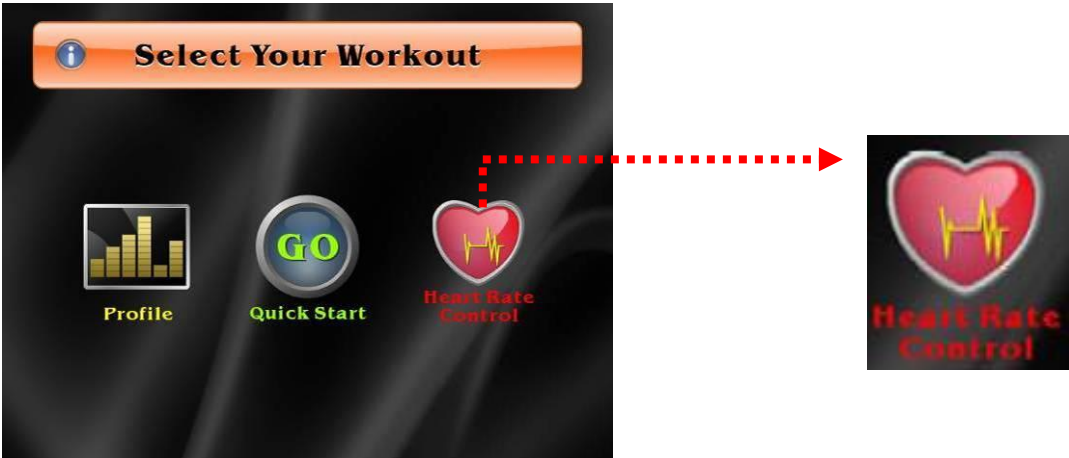 Select Your Workout
GO
Profile
Quick Start
Heart Rate
Control
Heart Rate
Control